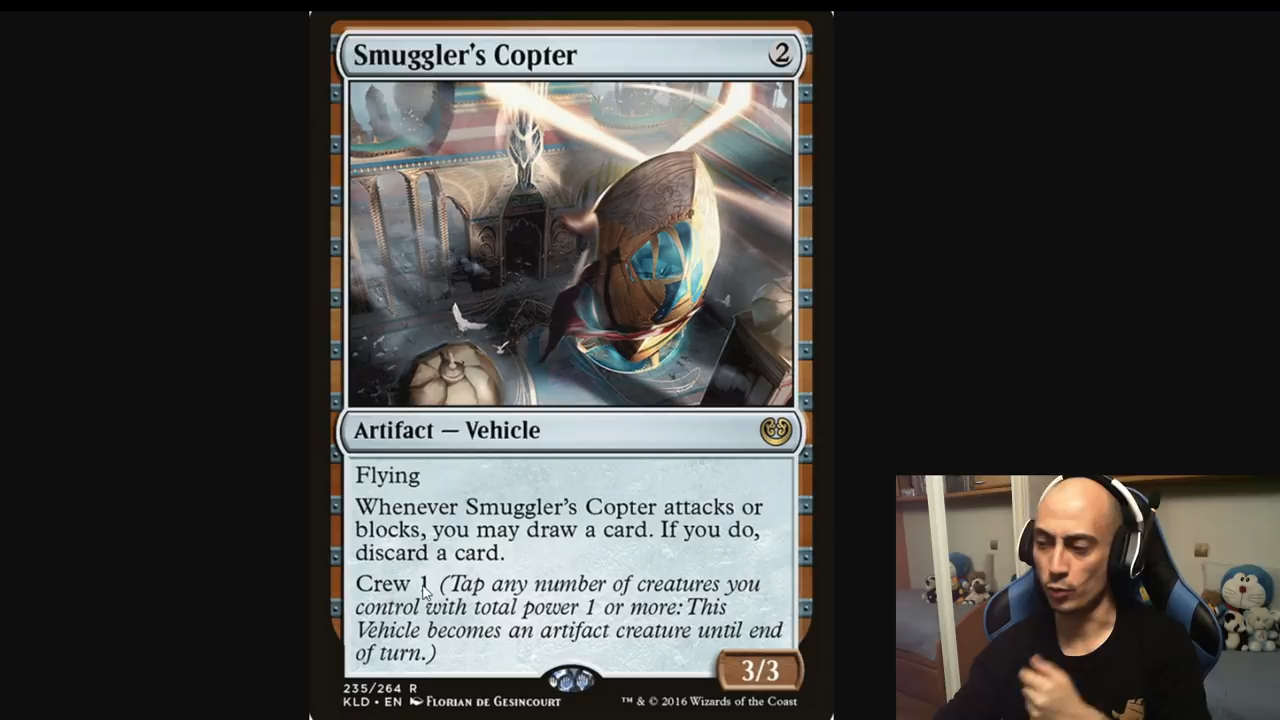 Smuggler's Copter 2
Artifact — Vehicle
Flying
Whenever Smuggler's Copter attacks or
blocks, you may draw a card. If you do,
discard a card.
Crew 1 (Tap any number of creatures you
control with total power 1 or more: This
Vehicle becomes an artifact creature until end
of turn.)
3/3
235/264 R
KLD • EN Florian de Gesincourt
™ & © 2016 Wizards of the Coast